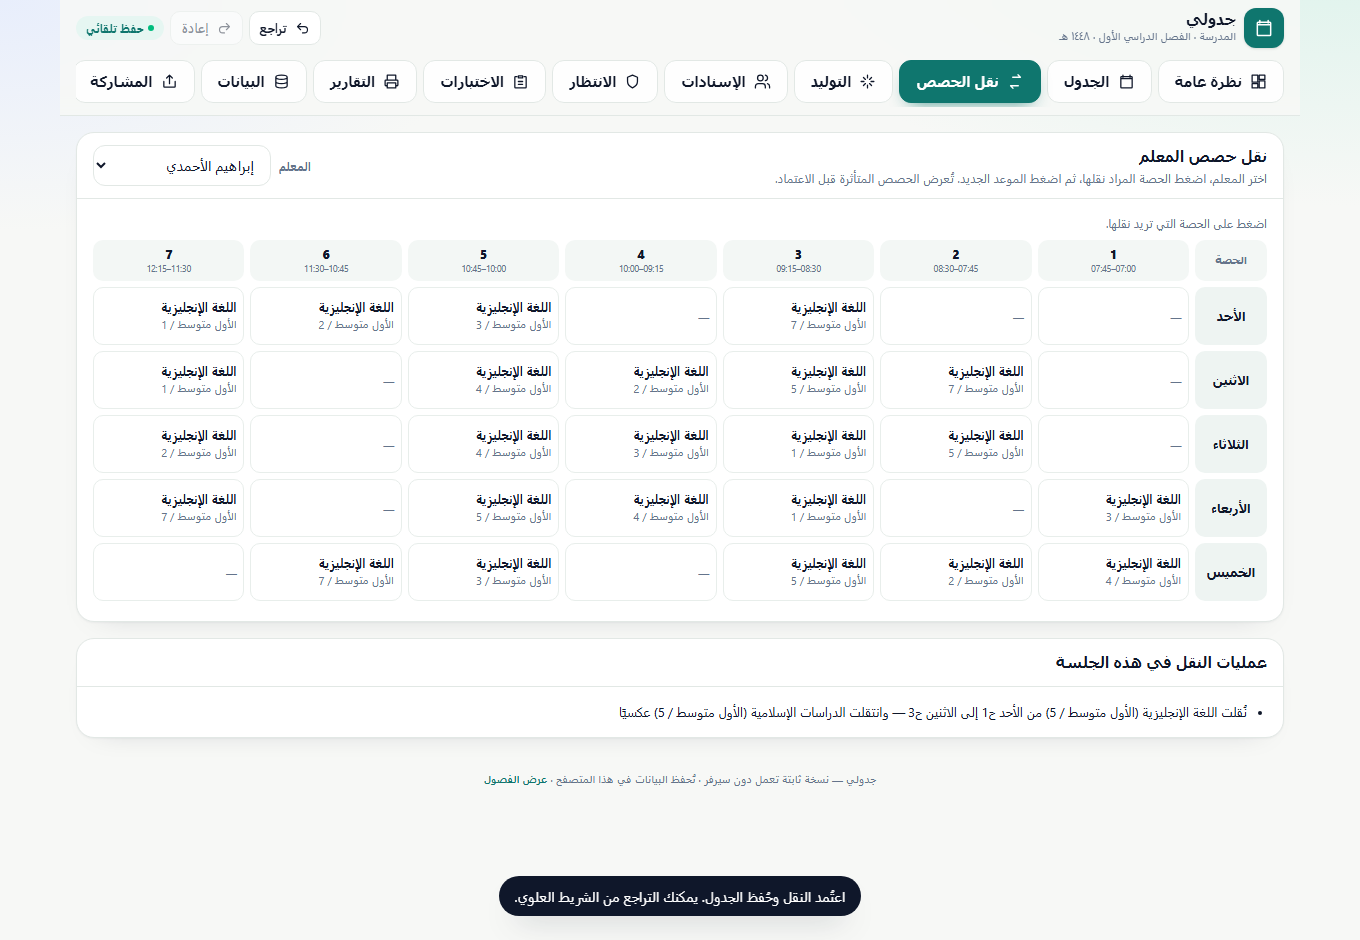 جدولي
المدرسة · الفصل الدراسي الأول · ١٤٤٨ هـ
تراجع
إعادة
حفظ تلقائي
نظرة عامة
الجدول
نقل الحصص
التوليد
الإسنادات
الانتظار
الاختبارات
التقارير
البيانات
المشاركة
نقل حصص المعلم
اختر المعلم، اضغط الحصة المراد نقلها، ثم اضغط الموعد الجديد. تُعرض الحصص المتأثرة قبل الاعتماد.
المعلم
إبراهيم الأحمدي
اضغط على الحصة التي تريد نقلها.
الحصة 1 2 3 4 5 6 7
07:00–07:45 07:45–08:30 08:30–09:15 09:15–10:00 10:00–10:45 10:45–11:30 11:30–12:15
الأحد — — اللغة الإنجليزية — اللغة الإنجليزية اللغة الإنجليزية اللغة الإنجليزية
الأول متوسط / 7 الأول متوسط / 3 الأول متوسط / 2 الأول متوسط / 1
الاثنين — اللغة الإنجليزية اللغة الإنجليزية اللغة الإنجليزية اللغة الإنجليزية — اللغة الإنجليزية
الأول متوسط / 7 الأول متوسط / 5 الأول متوسط / 2 الأول متوسط / 4 الأول متوسط / 1
الثلاثاء — اللغة الإنجليزية اللغة الإنجليزية اللغة الإنجليزية اللغة الإنجليزية — اللغة الإنجليزية
الأول متوسط / 5 الأول متوسط / 1 الأول متوسط / 3 الأول متوسط / 4 الأول متوسط / 2
الأربعاء اللغة الإنجليزية — اللغة الإنجليزية اللغة الإنجليزية اللغة الإنجليزية — اللغة الإنجليزية
الأول متوسط / 3 الأول متوسط / 1 الأول متوسط / 4 الأول متوسط / 5 الأول متوسط / 7
الخميس اللغة الإنجليزية اللغة الإنجليزية اللغة الإنجليزية — اللغة الإنجليزية اللغة الإنجليزية —
الأول متوسط / 4 الأول متوسط / 2 الأول متوسط / 5 الأول متوسط / 3 الأول متوسط / 7
عمليات النقل في هذه الجلسة
• نُقلت اللغة الإنجليزية (الأول متوسط / 5) من الأحد ح1 إلى الاثنين ح3 — وانتقلت الدراسات الإسلامية (الأول متوسط / 5) عكسيًا
جدولي — نسخة ثابتة تعمل دون سيرفر · تُحفظ البيانات في هذا المتصفح · عرض الفصول
اعتُمد النقل وحُفظ الجدول. يمكنك التراجع من الشريط العلوي.